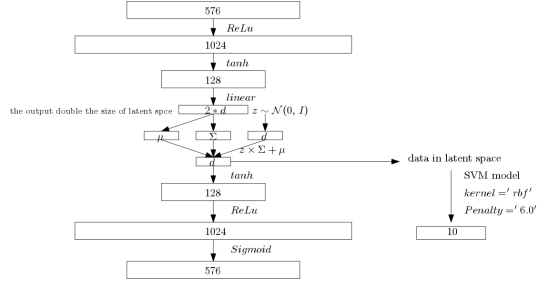 576
ReLu
1024
tanh
128
linear
the output double the size of latent spce
2 * d
z ∼ N(0, I)
μ
Σ
d
z × Σ + μ
d
data in latent space
tanh
SVM model
128
kernel =′ rbf′
ReLu
Penalty =′ 6.0′
1024
10
Sigmoid
576